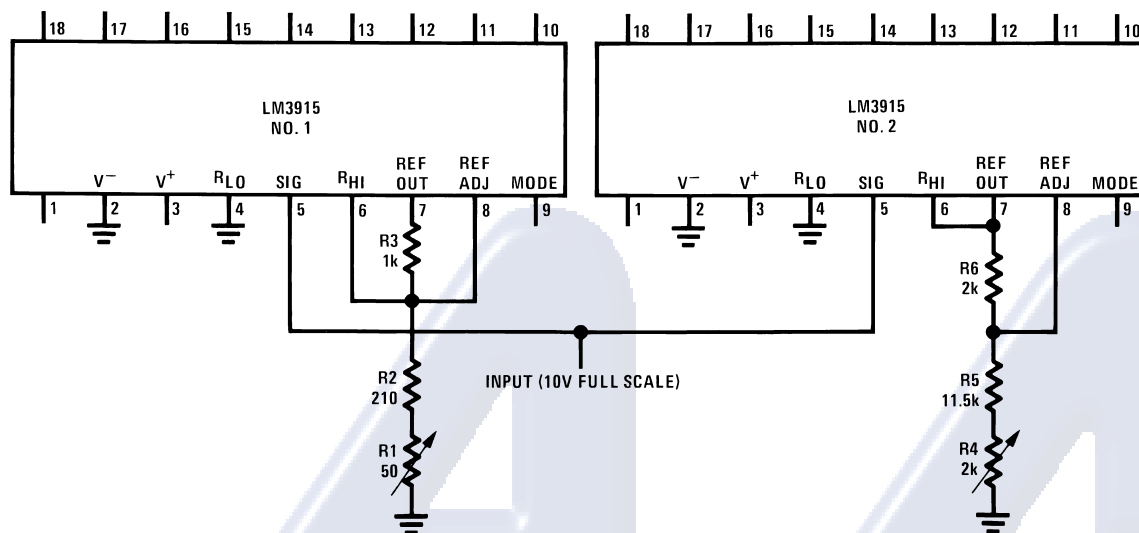 18 17 16 15 14 13 12 11 10
LM3915
NO. 1
V⁻ V⁺ RLO SIG RHI REF OUT REF ADJ MODE
1 2 3 4 5 6 7 8 9
R3
1k
R2
210
R1
50
18 17 16 15 14 13 12 11 10
LM3915
NO. 2
V⁻ V⁺ RLO SIG RHI REF OUT REF ADJ MODE
1 2 3 4 5 6 7 8 9
R6
2k
R5
11.5k
R4
2k
INPUT (10V FULL SCALE)